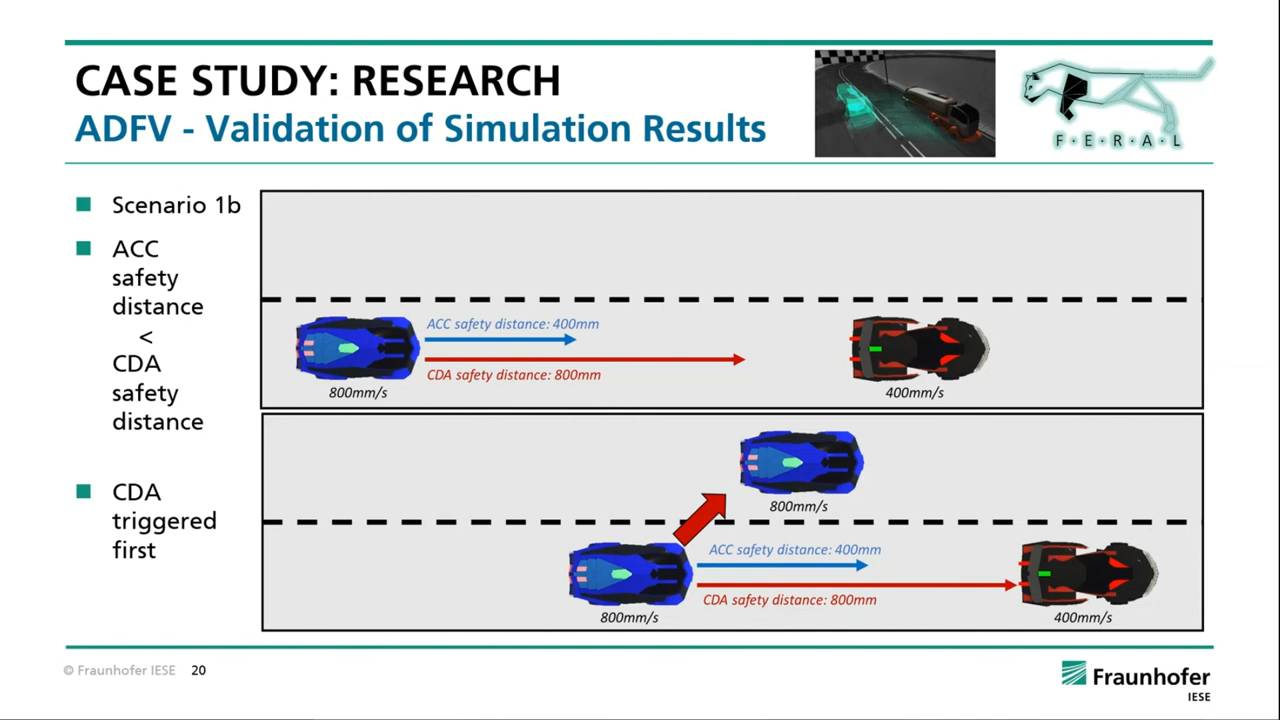 CASE STUDY: RESEARCH
ADFV - Validation of Simulation Results
F·E·R·A·L
Scenario 1b
ACC
safety
distance
<
CDA
safety
distance
CDA
triggered
first
ACC safety distance: 400mm
CDA safety distance: 800mm
800mm/s
400mm/s
800mm/s
ACC safety distance: 400mm
CDA safety distance: 800mm
800mm/s
400mm/s
© Fraunhofer IESE 20
Fraunhofer
IESE